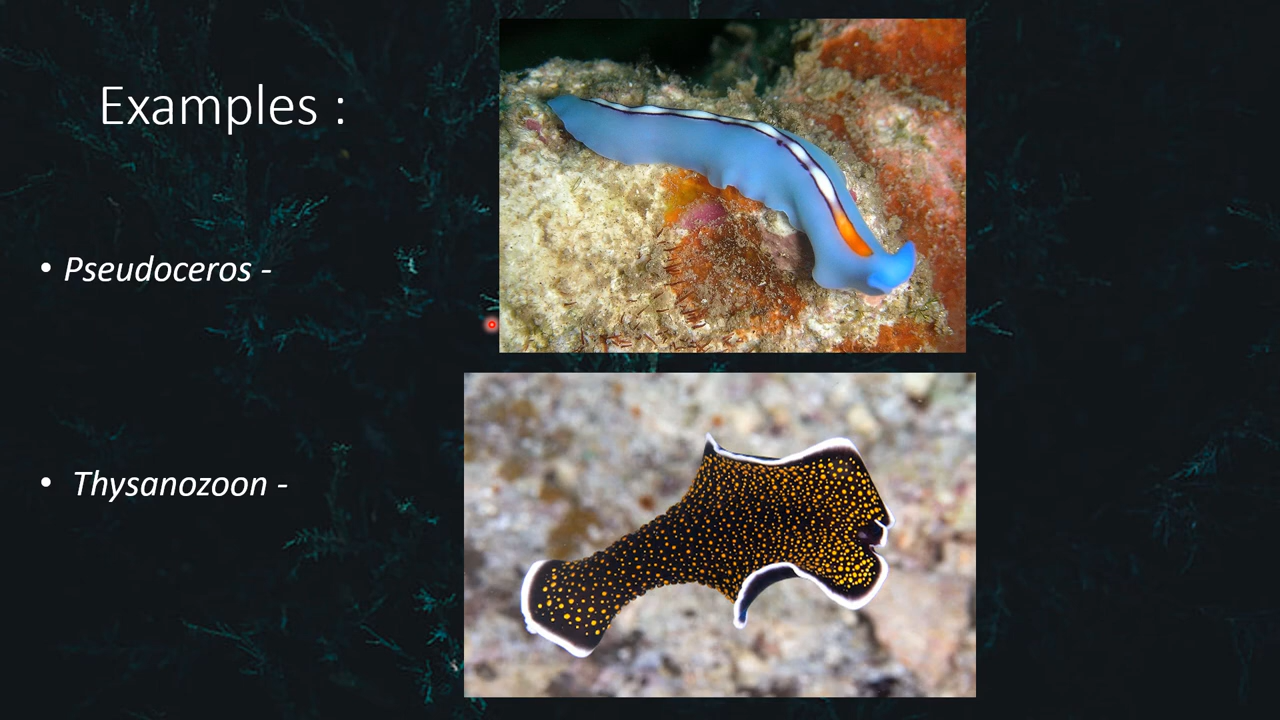 Examples :
• Pseudoceros -
• Thysanozoon -